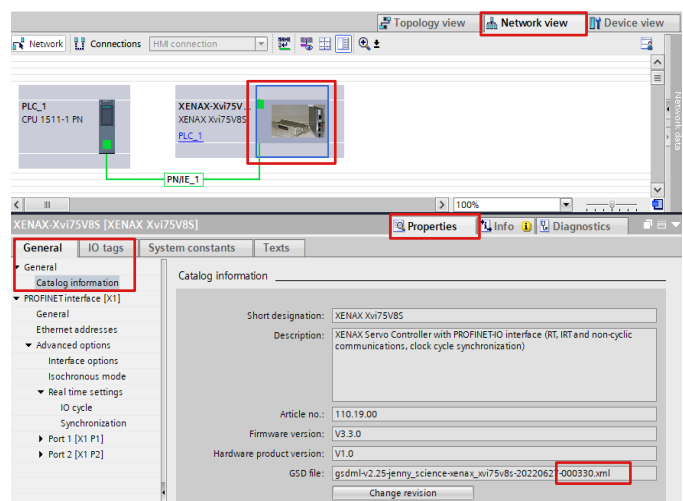 Topology view Network view Device view
Network Connections HMI connection
PLC_1
CPU 1511-1 PN
XENAX-Xvi75V...
XENAX Xvi75V8S
PLC_1
PN/IE_1
Network data
100%
XENAX-Xvi75V8S [XENAX Xvi75V8S]
Properties Info Diagnostics
General IO tags System constants Texts
General
Catalog information
PROFINET interface [X1]
General
Ethernet addresses
Advanced options
Interface options
Isochronous mode
Real time settings
IO cycle
Synchronization
Port 1 [X1 P1]
Port 2 [X1 P2]
Catalog information
Short designation: XENAX Xvi75V8S
Description: XENAX Servo Controller with PROFINET-IO interface (RT, IRT and non-cyclic
communications, clock cycle synchronization)
Article no.: 110.19.00
Firmware version: V3.3.0
Hardware product version: V1.0
GSD file: gsdml-v2.25-jenny_science-xenax_xvi75v8s-20220627-000330.xml
Change revision